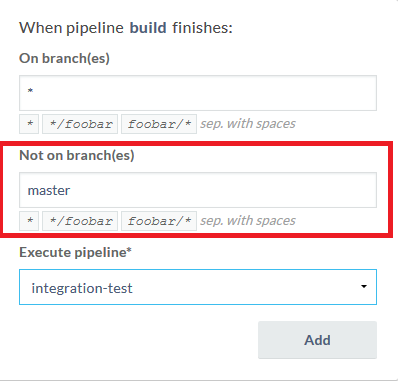 When pipeline build finishes:
On branch(es)
*
* */foobar foobar/* sep. with spaces
Not on branch(es)
master
* */foobar foobar/* sep. with spaces
Execute pipeline*
integration-test
Add